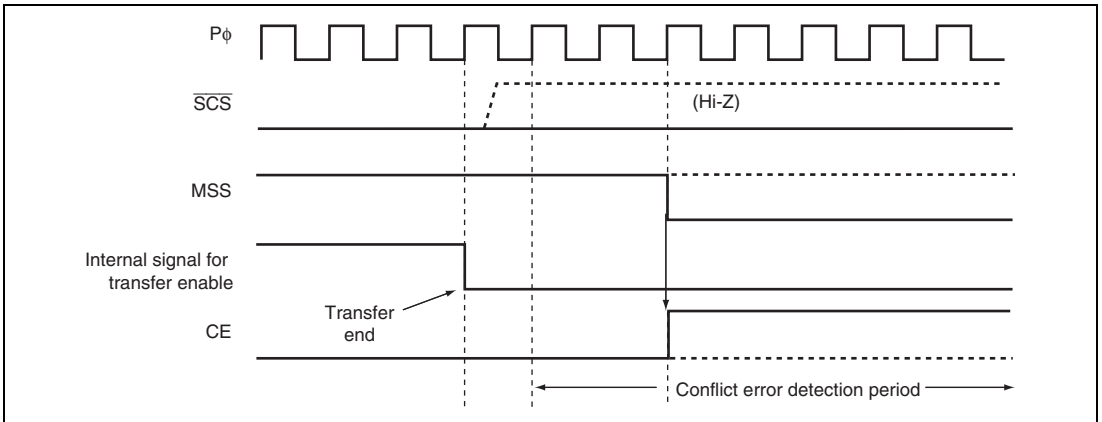 Pφ
SCS
(Hi-Z)
MSS
Internal signal for
transfer enable
Transfer
end
CE
Conflict error detection period